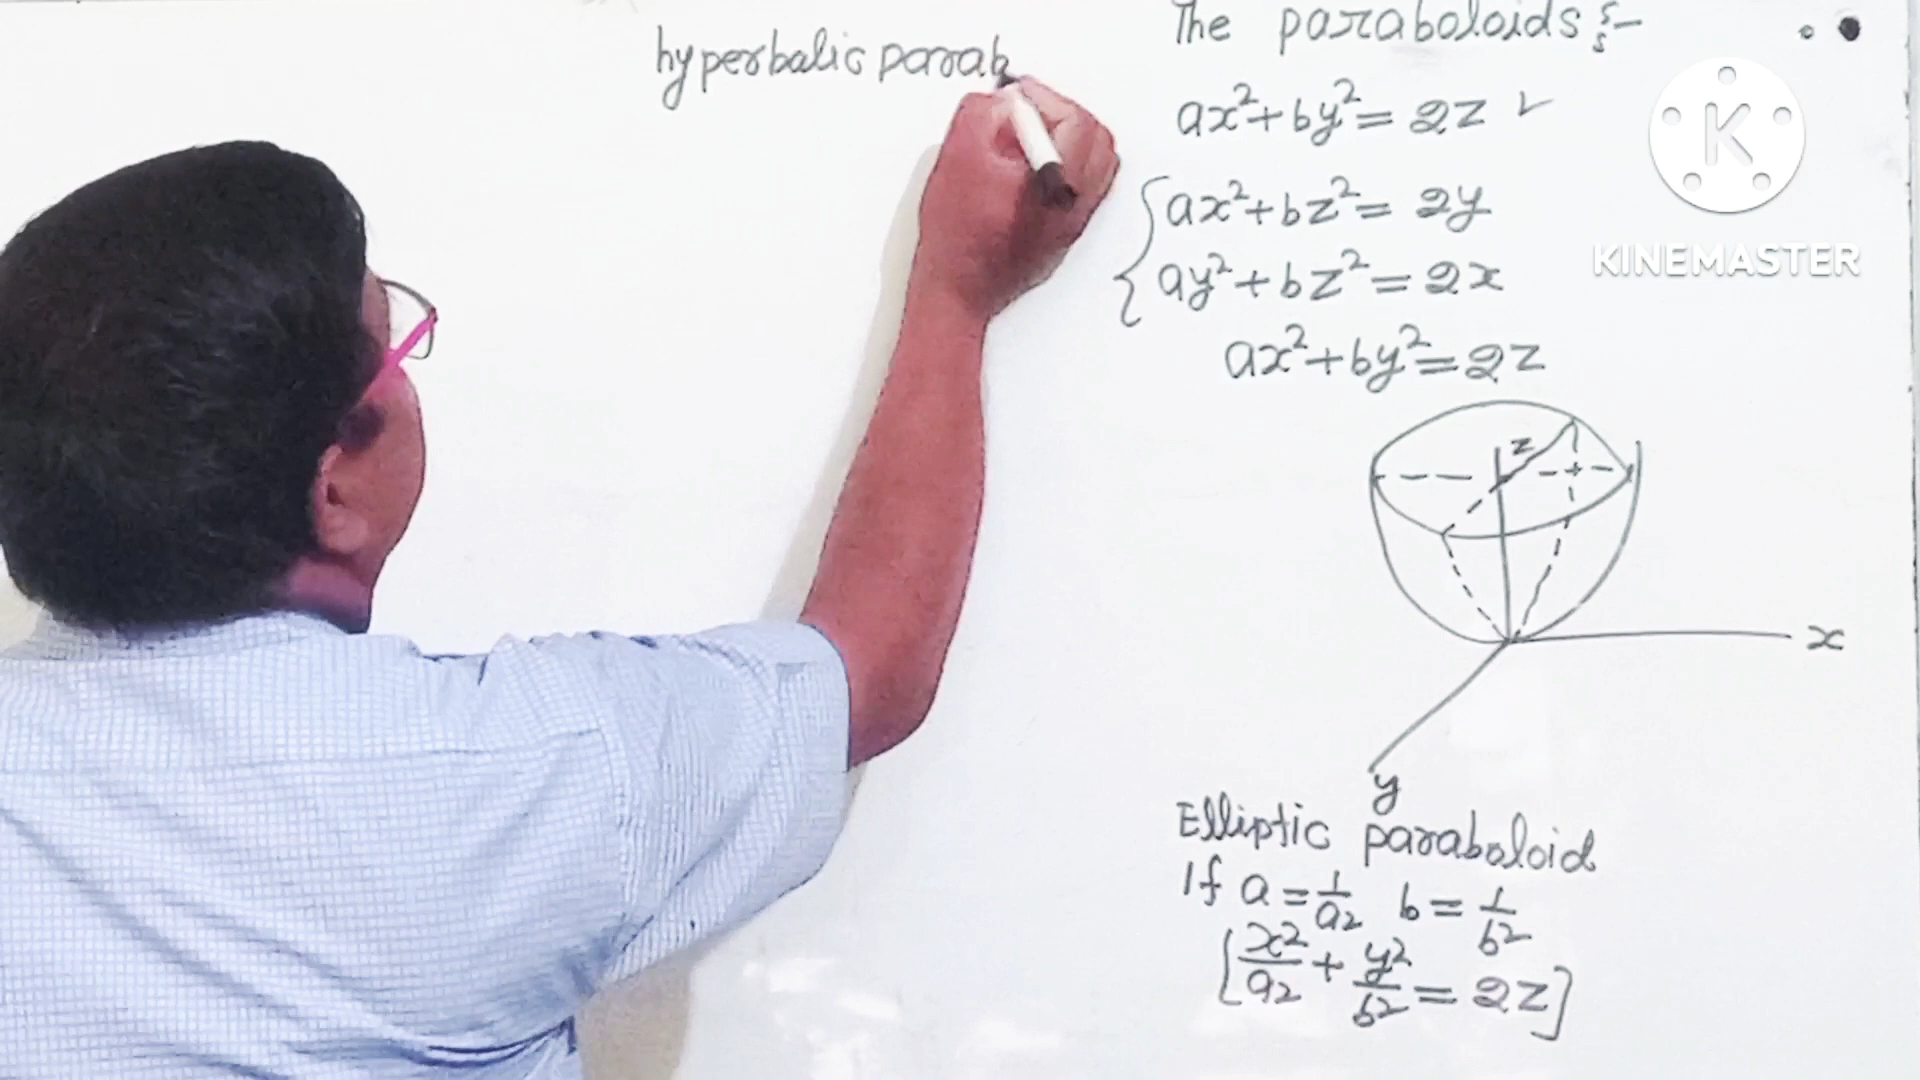 hyperbalic parab
The paraboloids:-
ax²+by²= 2z ✓
ax²+bz²= 2y
ay²+bz²=2x
ax²+by²=2z
z
x
y
Elliptic paraboloid
If a=1/a2 b=1/b²
[x²/a2+y²/b²=2z]
K
KINEMASTER